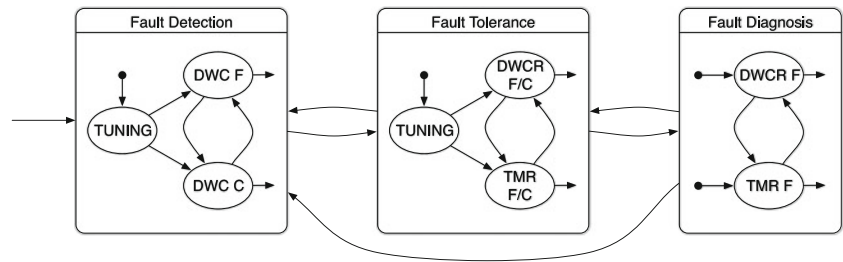 Fault Detection
DWC F
TUNING
DWC C
Fault Tolerance
DWCR
F/C
TUNING
TMR
F/C
Fault Diagnosis
DWCR F
TMR F